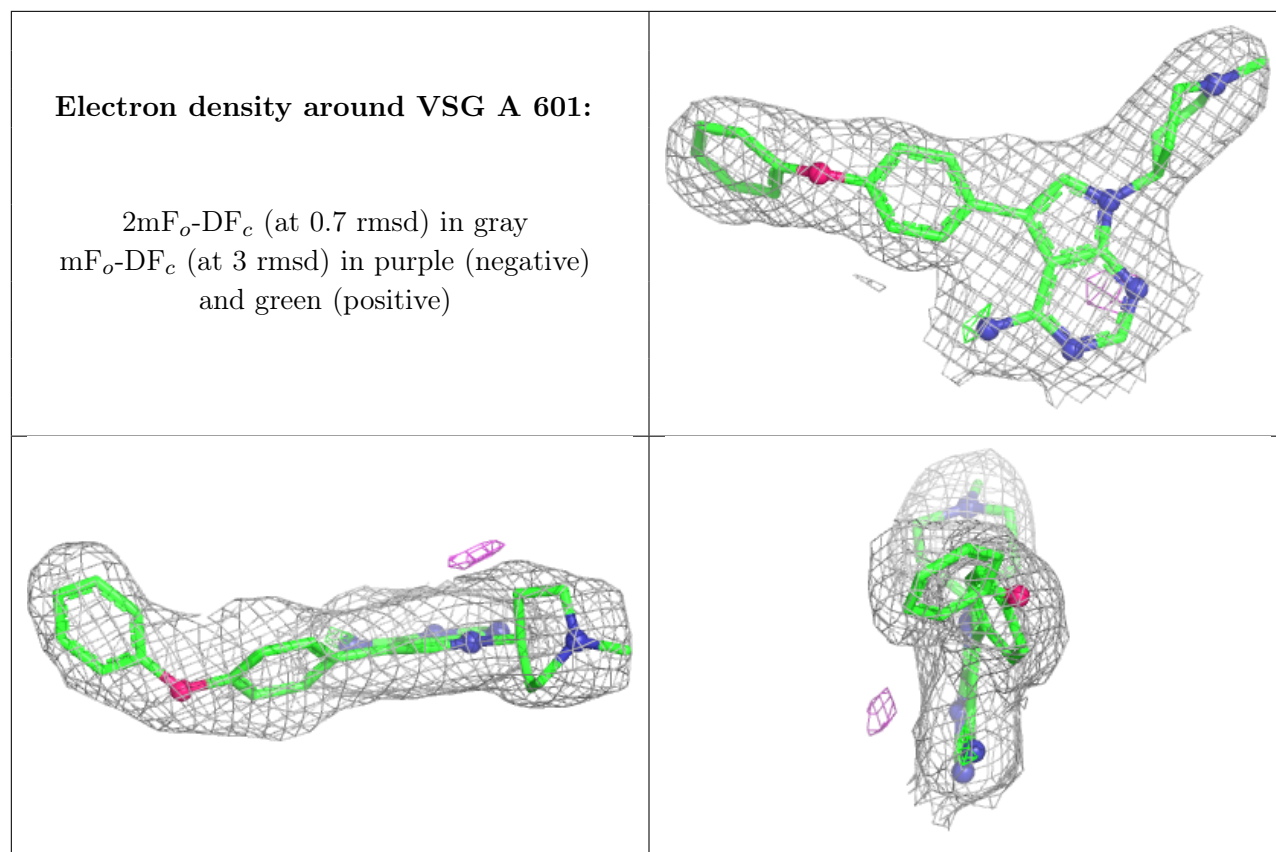 Electron density around VSG A 601:
2mFo-DFc (at 0.7 rmsd) in gray
mFo-DFc (at 3 rmsd) in purple (negative)
and green (positive)